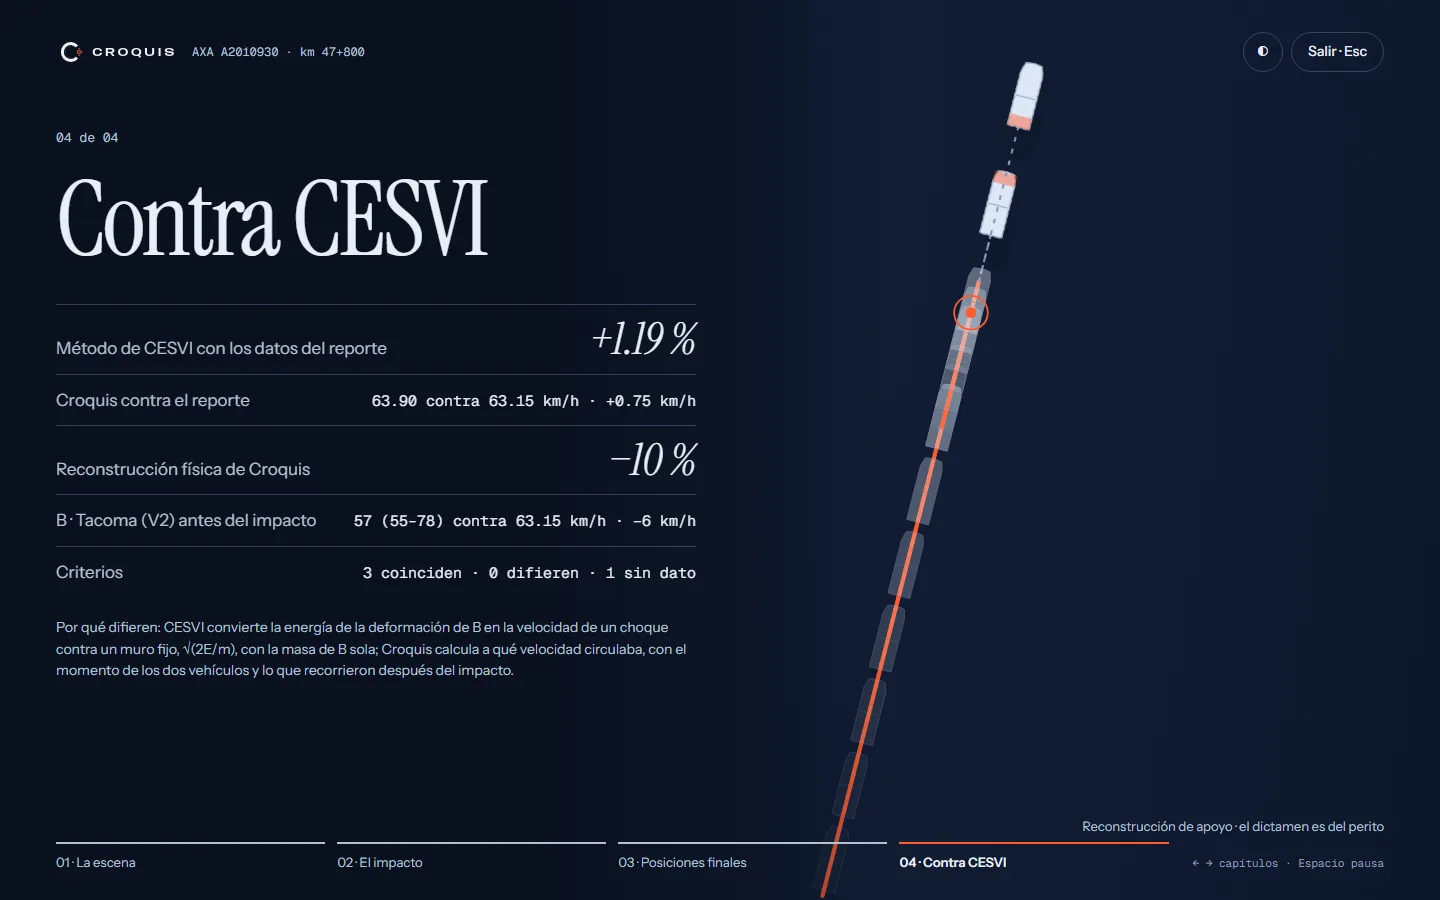 CROQUIS AXA A2010930 · km 47+800
Salir·Esc
04 de 04
Contra CESVI
Método de CESVI con los datos del reporte +1.19 %
Croquis contra el reporte 63.90 contra 63.15 km/h · +0.75 km/h
Reconstrucción física de Croquis −10 %
B·Tacoma (V2) antes del impacto 57 (55–78) contra 63.15 km/h · −6 km/h
Criterios 3 coinciden · 0 difieren · 1 sin dato
Por qué difieren: CESVI convierte la energía de la deformación de B en la velocidad de un choque
contra un muro fijo, √(2E/m), con la masa de B sola; Croquis calcula a qué velocidad circulaba, con el
momento de los dos vehículos y lo que recorrieron después del impacto.
Reconstrucción de apoyo·el dictamen es del perito
01·La escena
02·El impacto
03·Posiciones finales
04·Contra CESVI
← → capítulos · Espacio pausa